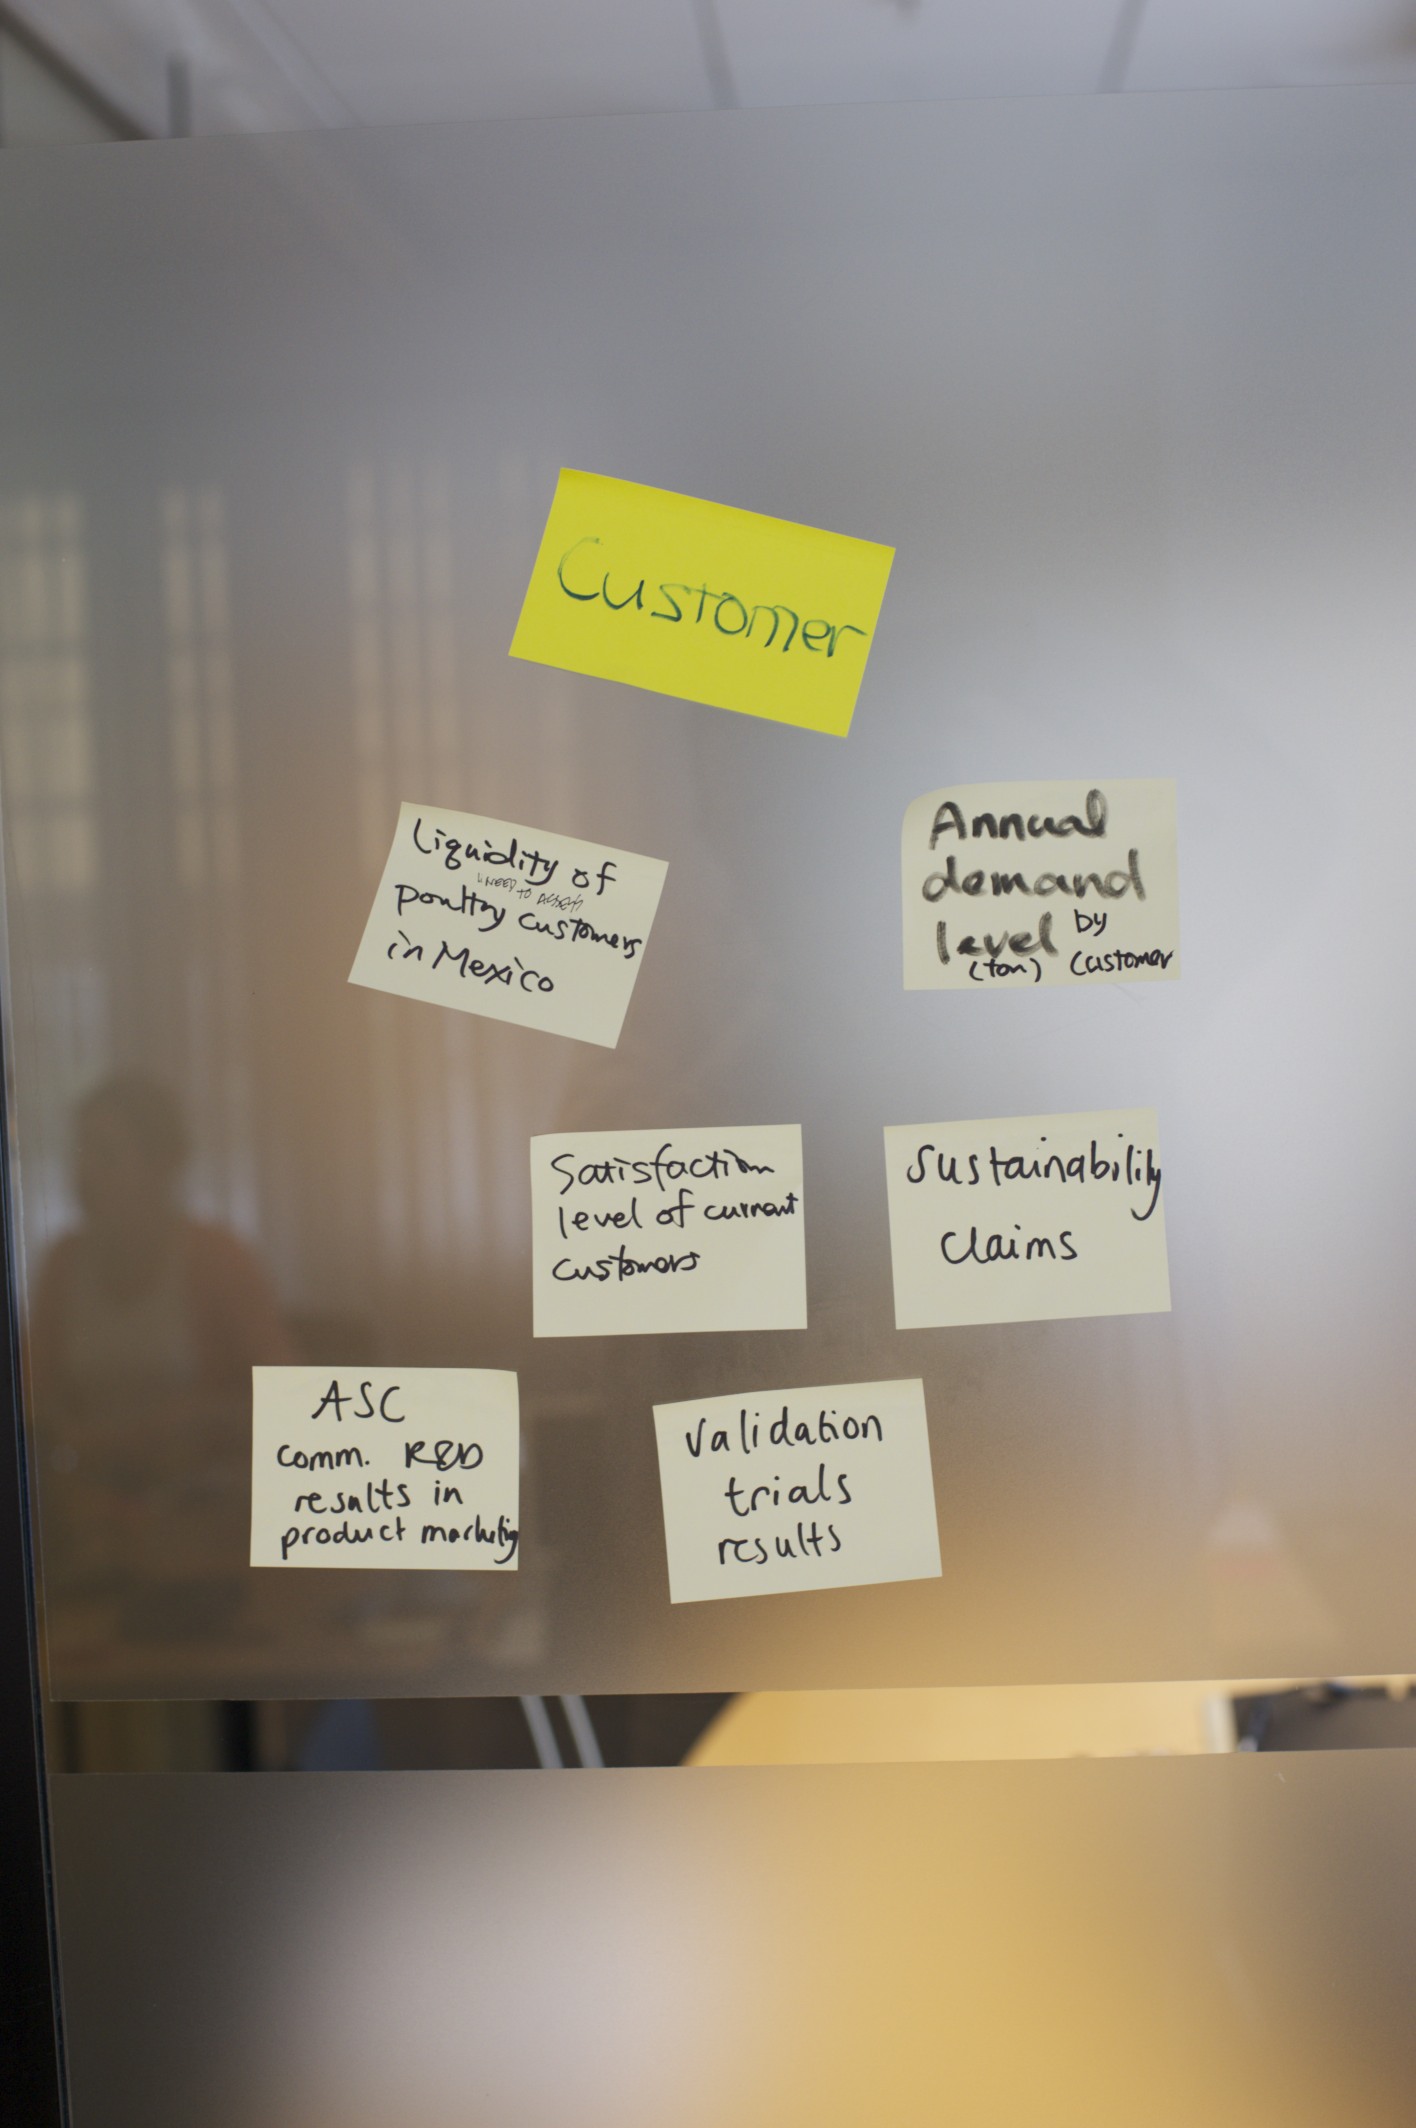 Customer
Liquidity of
NEED TO ASSESS
poultry customers
in Mexico
Annual
demand
level by
(ton) Customer
Satisfaction
level of current
customers
Sustainability
claims
ASC
comm. R&D
results in
product marketing
validation
trials
results